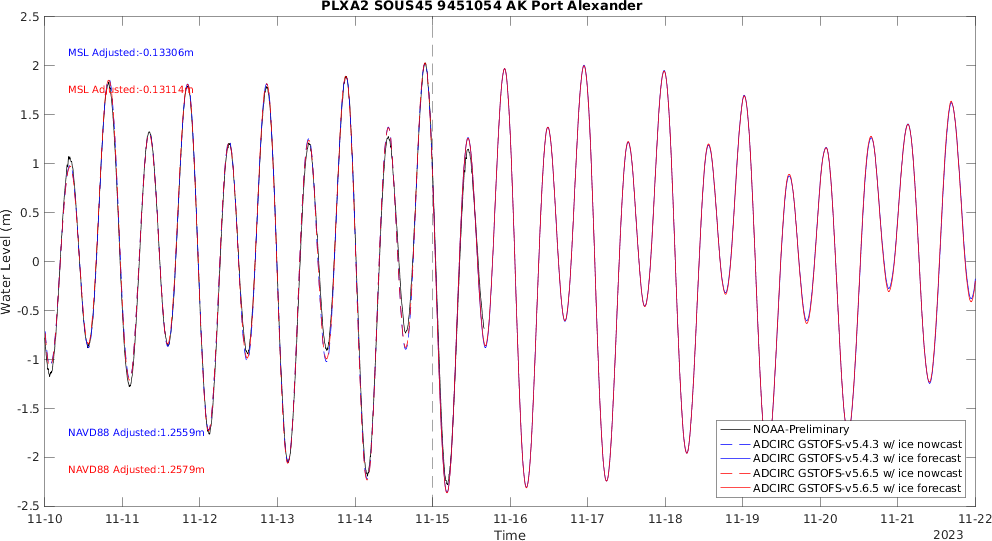 PLXA2 SOUS45 9451054 AK Port Alexander
2.5
2
1.5
1
0.5
0
-0.5
-1
-1.5
-2
-2.5
Water Level (m)
MSL Adjusted:-0.13306m
MSL Adjusted:-0.13114m
NAVD88 Adjusted:1.2559m
NAVD88 Adjusted:1.2579m
NOAA-Preliminary
ADCIRC GSTOFS-v5.4.3 w/ ice nowcast
ADCIRC GSTOFS-v5.4.3 w/ ice forecast
ADCIRC GSTOFS-v5.6.5 w/ ice nowcast
ADCIRC GSTOFS-v5.6.5 w/ ice forecast
11-10 11-11 11-12 11-13 11-14 11-15 11-16 11-17 11-18 11-19 11-20 11-21 11-22
Time
2023